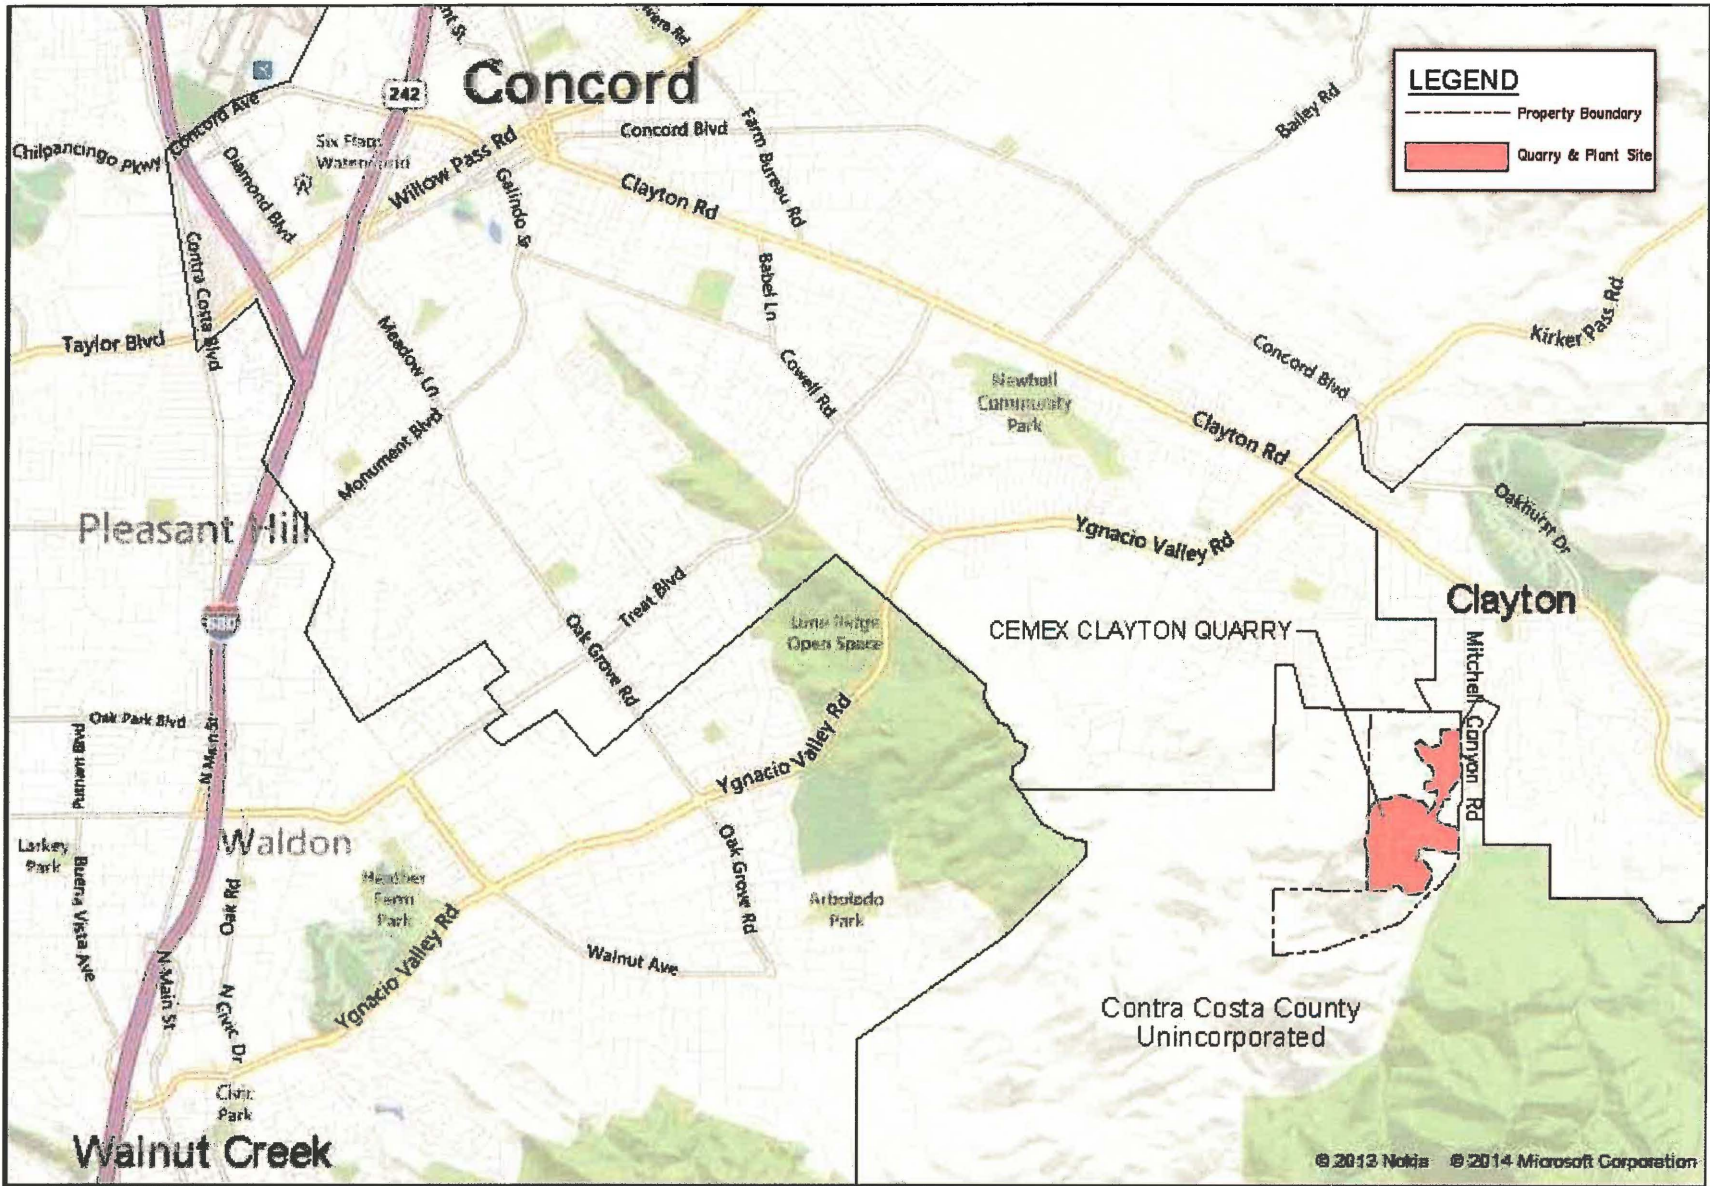 Concord
242
Concord Ave
Chilpancingo Pkwy
Diamond Blvd
Six Flags
Willow Pass Rd
Galindo St
Concord Blvd
Farm Bureau Rd
Clayton Rd
Bailey Rd
LEGEND
Property Boundary
Quarry & Plant Site
Contra Costa Blvd
Taylor Blvd
Meadow Ln
Monument Blvd
Babel Ln
Cowell Rd
Newhall
Community
Park
Concord Blvd
Kirker Pass Rd
Clayton Rd
Oakhurst Dr
Pleasant Hill
680
Ygnacio Valley Rd
Treat Blvd
Oak Grove Rd
Lime Ridge
Open Space
Clayton
CEMEX CLAYTON QUARRY
Mitchell Canyon Rd
Oak Park Blvd
N Main St
Putnam Blvd
Ygnacio Valley Rd
Waldon
Larkey
Park
Buena Vista Ave
Oak Rd
Heather
Farm
Park
Oak Grove Rd
Arbolado
Park
Ygnacio Valley Rd
Walnut Ave
N Main St
N Civic Dr
Civic
Park
Contra Costa County
Unincorporated
Walnut Creek
© 2013 Nokia © 2014 Microsoft Corporation